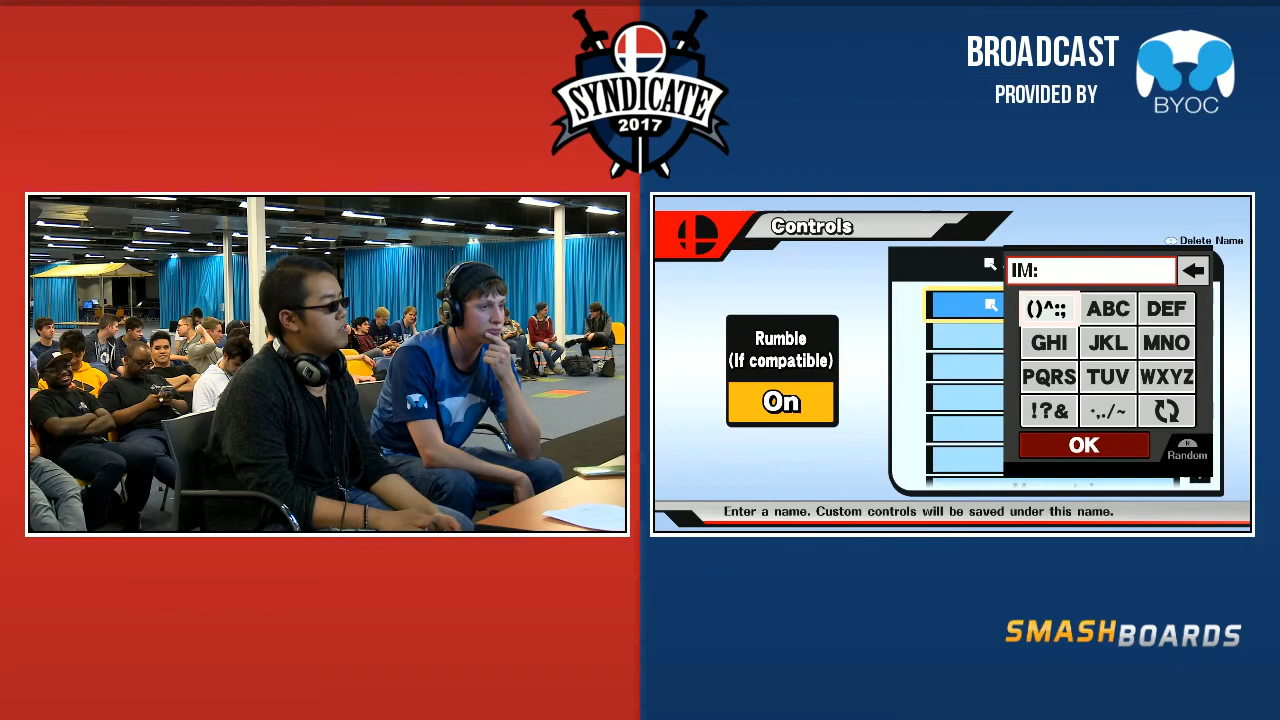 SYNDICATE
2017
BROADCAST
PROVIDED BY
BYOC
Controls
Delete Name
IM:
Rumble
(If compatible)
On
()^:;
ABC
DEF
GHI
JKL
MNO
PQRS
TUV
WXYZ
!?&
·,./~
OK
R
Random
Enter a name. Custom controls will be saved under this name.
SMASHBOARDS